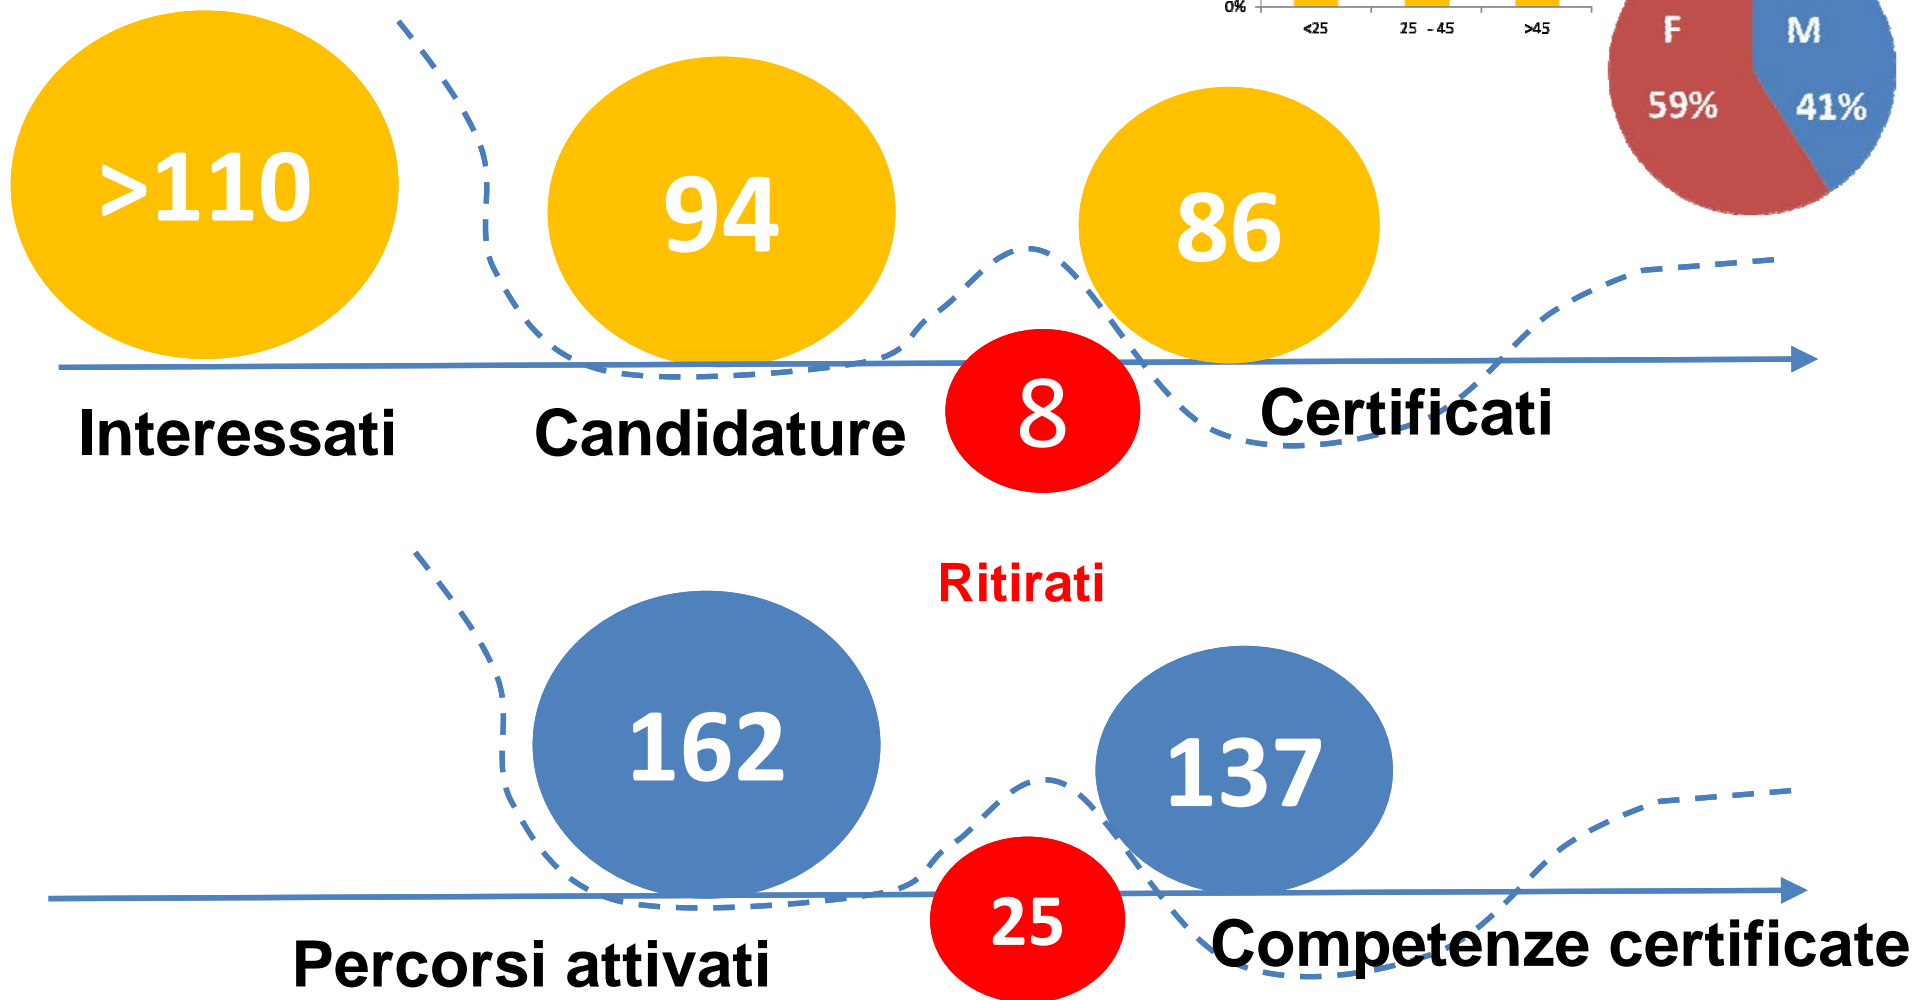 0%
<25 25 - 45 >45
F M
59% 41%
>110 94 86
8
Interessati Candidature Certificati
Ritirati
162 137
25
Percorsi attivati Competenze certificate